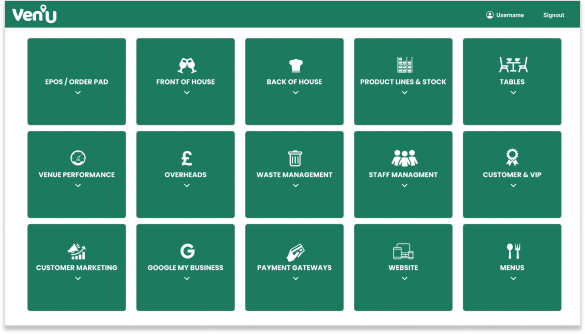 Ven'U
Username
Signout
EPOS / ORDER PAD
FRONT OF HOUSE
BACK OF HOUSE
PRODUCT LINES & STOCK
TABLES
VENUE PERFORMANCE
£
OVERHEADS
WASTE MANAGEMENT
STAFF MANAGMENT
CUSTOMER & VIP
CUSTOMER MARKETING
G
GOOGLE MY BUSINESS
PAYMENT GATEWAYS
WEBSITE
MENUS